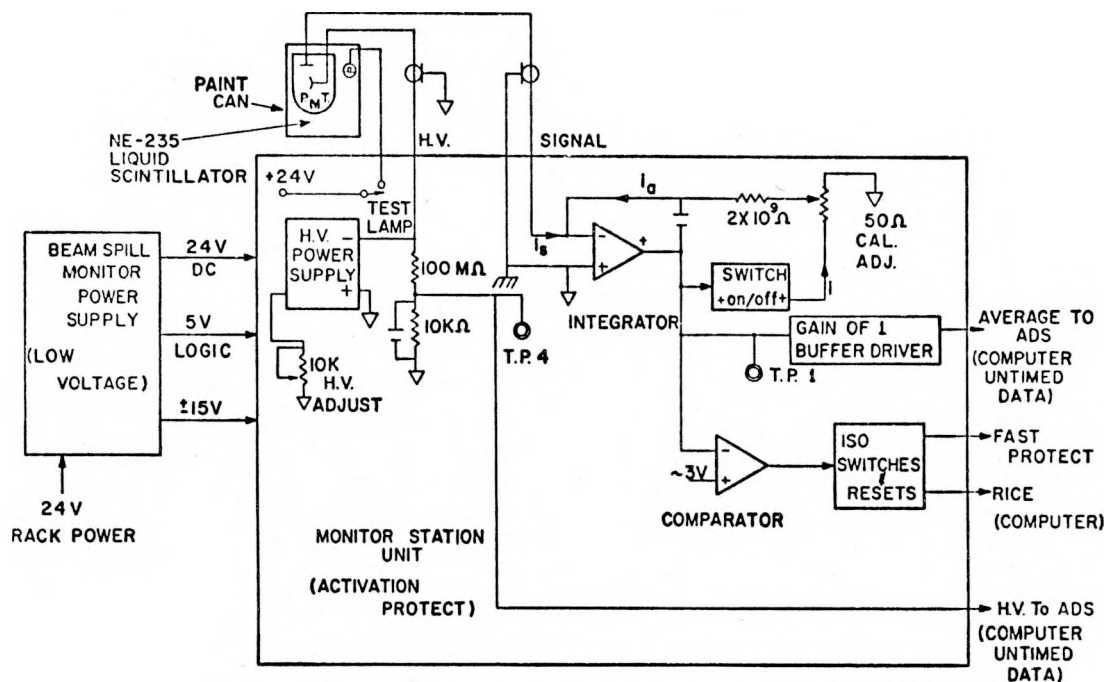 PAINT
CAN
P.M.T.
NE-235
LIQUID
SCINTILLATOR
H.V.
SIGNAL
+24V
TEST
LAMP
H.V.
POWER
SUPPLY
-
+
100 MΩ
10KΩ
10K
H.V.
ADJUST
T.P. 4
BEAM SPILL
MONITOR
POWER
SUPPLY
(LOW
VOLTAGE)
24V
DC
5V
LOGIC
±15V
24V
RACK POWER
ia
is
-
+
+
INTEGRATOR
2 X 10⁹Ω
50Ω
CAL.
ADJ.
SWITCH
+on/off+
i
GAIN OF 1
BUFFER DRIVER
T.P. 1
AVERAGE TO
ADS
(COMPUTER
UNTIMED
DATA)
~3V
-
+
COMPARATOR
ISO
SWITCHES
RESETS
FAST
PROTECT
RICE
(COMPUTER)
MONITOR STATION
UNIT
(ACTIVATION
PROTECT)
H.V. To ADS
(COMPUTER
UNTIMED
DATA)